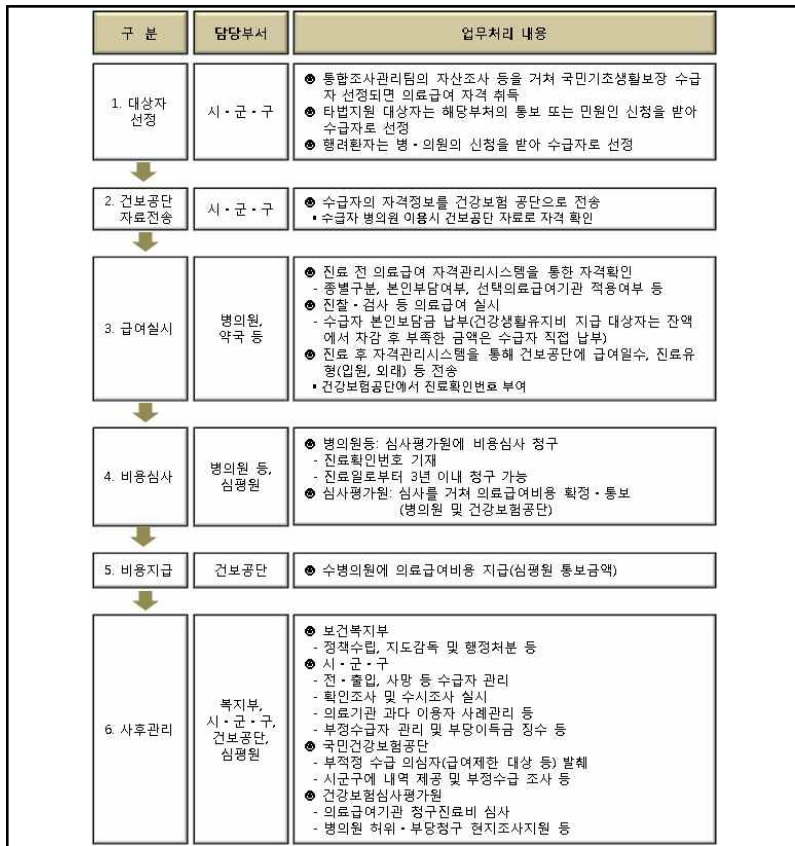 구 분
담당부서
업무처리 내용
1. 대상자
선정
시・군・구
☻ 통합조사관리팀의 자산조사 등을 거쳐 국민기초생활보장 수급
자 선정되면 의료급여 자격 취득
☻ 타법지원 대상자는 해당부처의 통보 또는 민원인 신청을 받아
수급자로 선정
☻ 행려환자는 병・의원의 신청을 받아 수급자로 선정
2. 건보공단
자료전송
시・군・구
☻ 수급자의 자격정보를 건강보험 공단으로 전송
▪ 수급자 병의원 이용시 건보공단 자료로 자격 확인
3. 급여실시
병의원,
약국 등
☻ 진료 전 의료급여 자격관리시스템을 통한 자격확인
- 종별구분, 본인부담여부, 선택의료급여기관 적용여부 등
☻ 진찰・검사 등 의료급여 실시
- 수급자 본인보담금 납부(건강생활유지비 지급 대상자는 잔액
에서 차감 후 부족한 금액은 수급자 직접 납부)
☻ 진료 후 자격관리시스템을 통해 건보공단에 급여일수, 진료유
형(입원, 외래) 등 전송
▪ 건강보험공단에서 진료확인번호 부여
4. 비용심사
병의원 등,
심평원
☻ 병의원등: 심사평가원에 비용심사 청구
- 진료확인번호 기재
- 진료일로부터 3년 이내 청구 가능
☻ 심사평가원: 심사를 거쳐 의료급여비용 확정・통보
(병의원 및 건강보험공단)
5. 비용지급
건보공단
☻ 수병의원에 의료급여비용 지급(심평원 통보금액)
6. 사후관리
복지부,
시・군・구,
건보공단,
심평원
☻ 보건복지부
- 정책수립, 지도감독 및 행정처분 등
☻ 시・군・구
- 전・출입, 사망 등 수급자 관리
- 확인조사 및 수시조사 실시
- 의료기관 과다 이용자 사례관리 등
- 부정수급자 관리 및 부당이득금 징수 등
☻ 국민건강보험공단
- 부적정 수급 의심자(급여제한 대상 등) 발췌
- 시군구에 내역 제공 및 부정수급 조사 등
☻ 건강보험심사평가원
- 의료급여기관 청구진료비 심사
- 병의원 허위・부당청구 현지조사지원 등